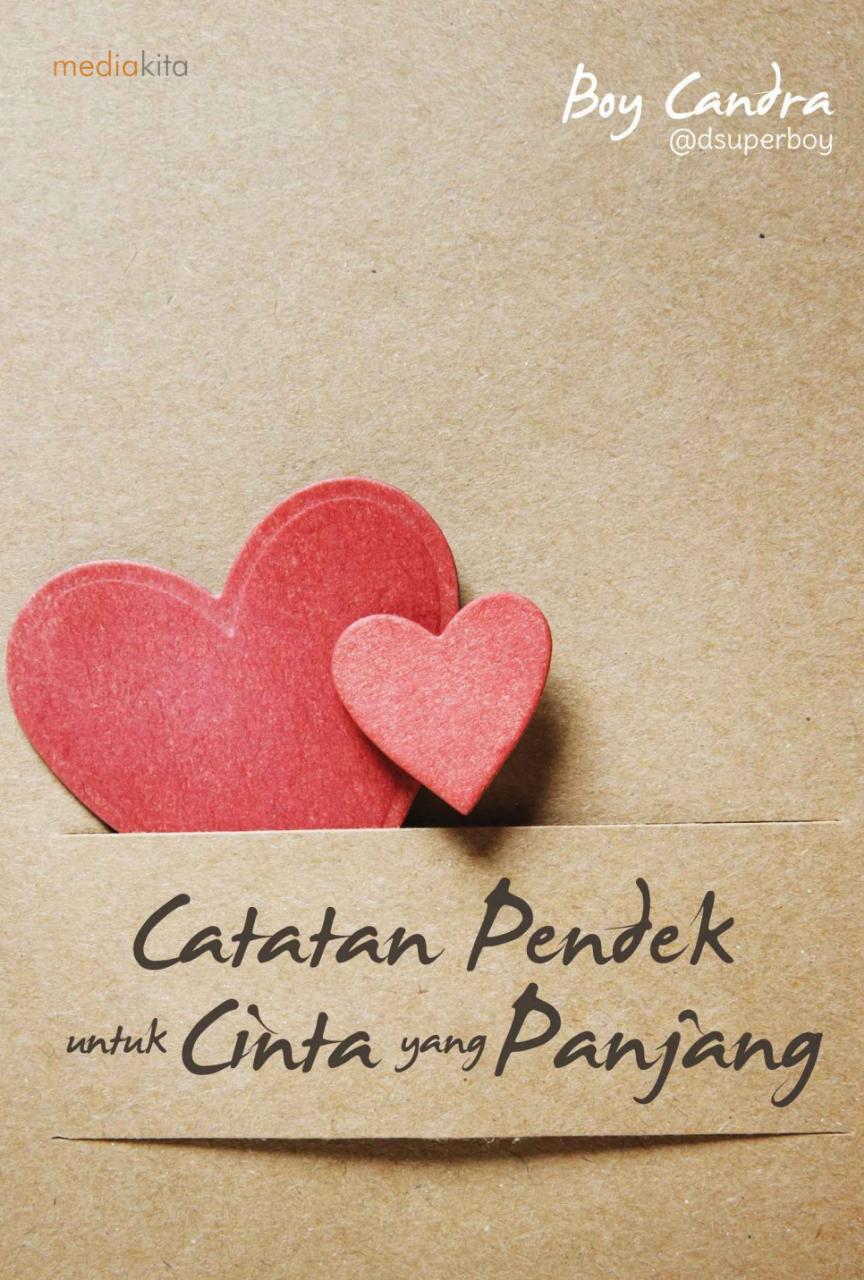 mediakita
Boy Candra
@dsuperboy
Catatan Pendek
untuk Cinta yang Panjang